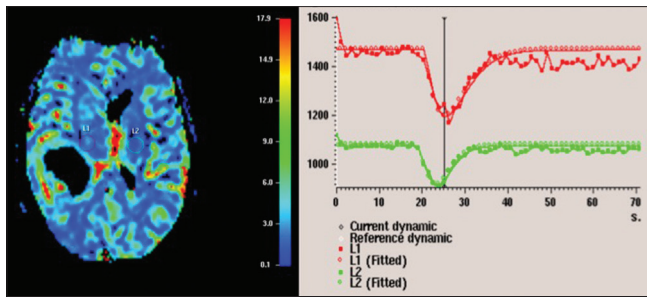 17.9
14.0
12.0
9.0
6.0
3.0
0.1
L1
L2
1600
1400
1200
1000
0 10 20 30 40 50 60 70
s.
Current dynamic
Reference dynamic
L1
L1 (Fitted)
L2
L2 (Fitted)